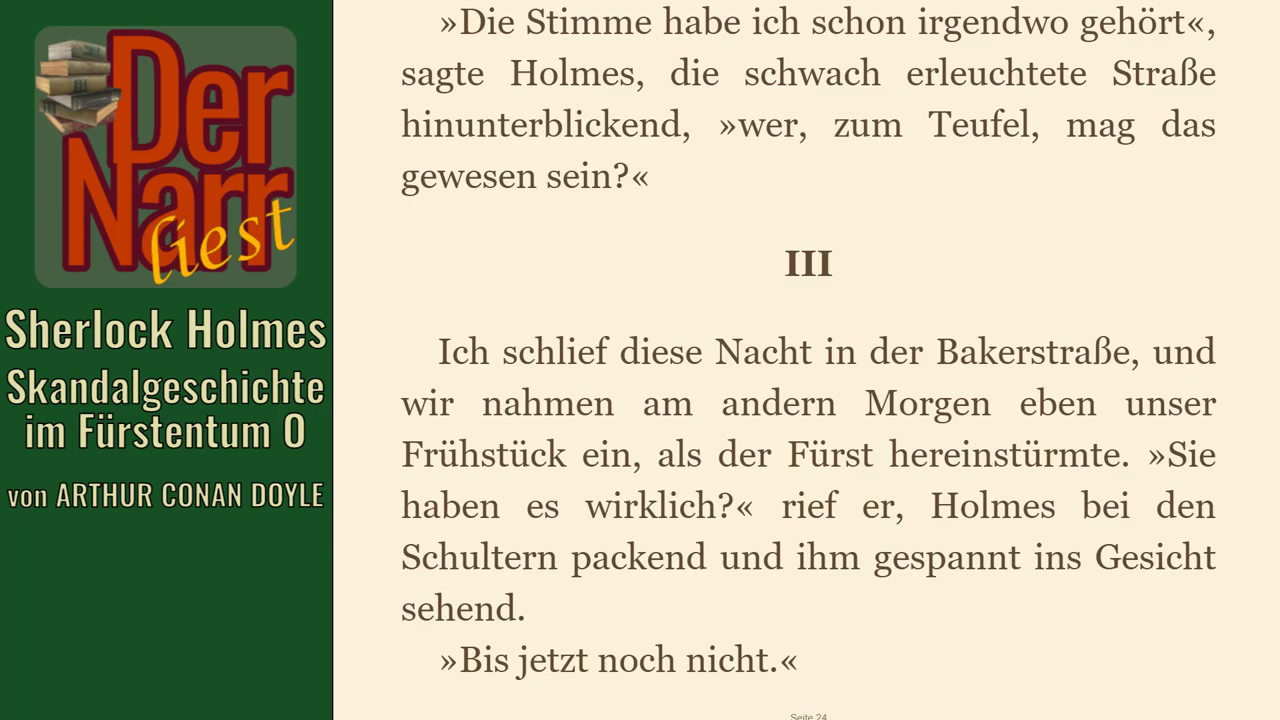 Der
Narr
liest
Sherlock Holmes
Skandalgeschichte
im Fürstentum O
von ARTHUR CONAN DOYLE
»Die Stimme habe ich schon irgendwo gehört«,
sagte Holmes, die schwach erleuchtete Straße
hinunterblickend, »wer, zum Teufel, mag das
gewesen sein?«
III
Ich schlief diese Nacht in der Bakerstraße, und
wir nahmen am andern Morgen eben unser
Frühstück ein, als der Fürst hereinstürmte. »Sie
haben es wirklich?« rief er, Holmes bei den
Schultern packend und ihm gespannt ins Gesicht
sehend.
»Bis jetzt noch nicht.«
Seite 24